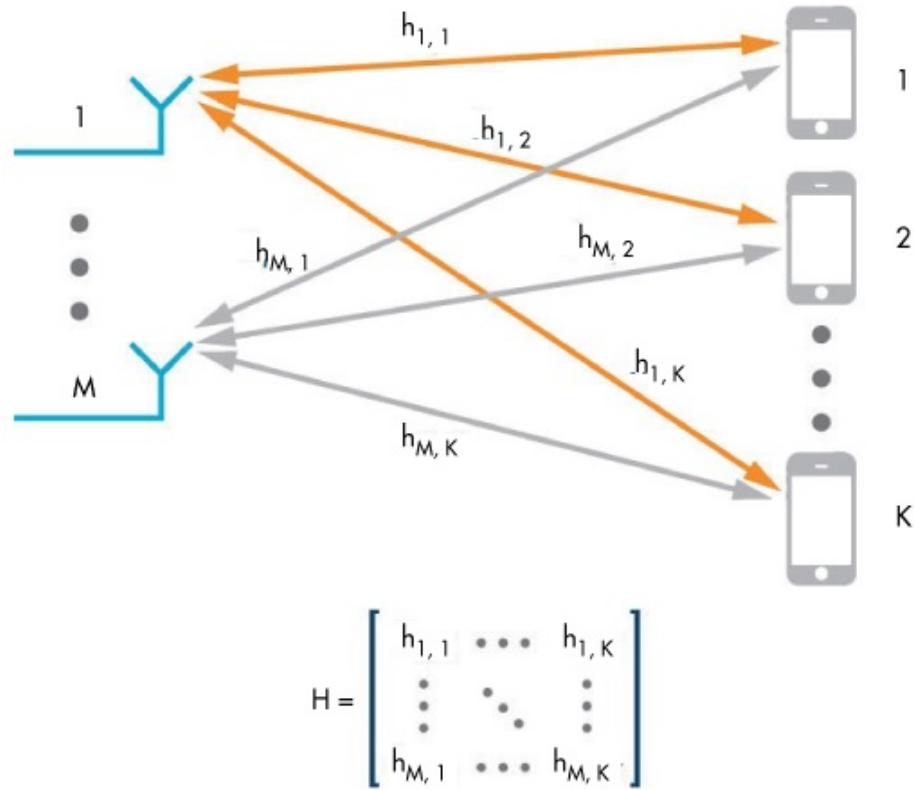 h1, 1
1
1
h1, 2
2
hM, 1
hM, 2
h1, K
M
hM, K
K
h1, 1 ••• h1, K
H =
hM, 1 ••• hM, K